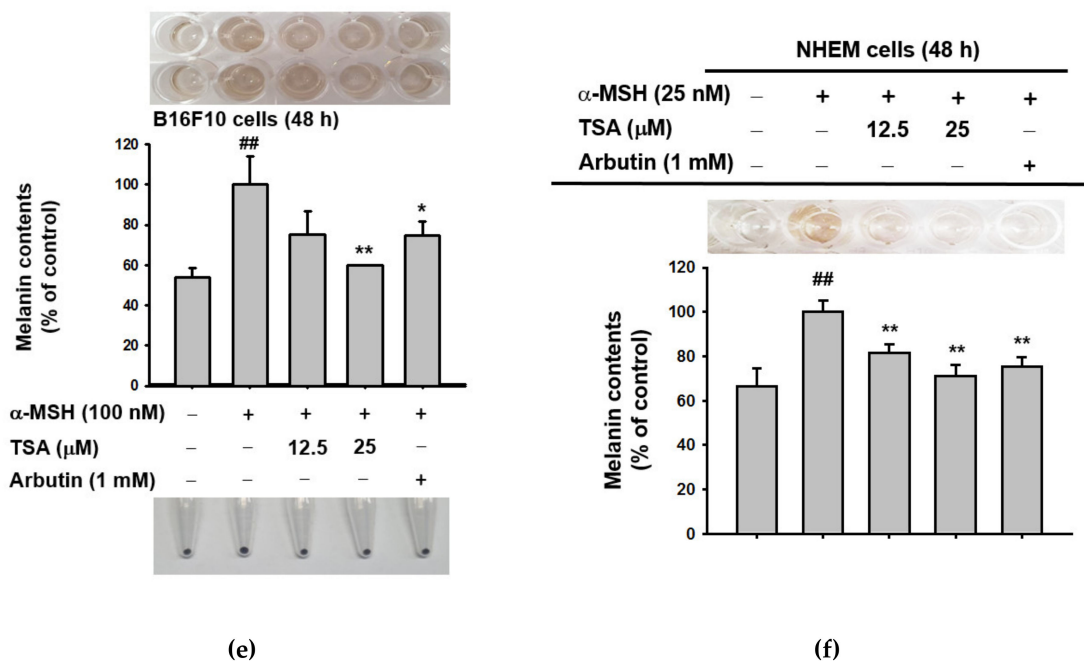 B16F10 cells (48 h)
Melanin contents
(% of control)
120
100
80
60
40
20
0
##
**
*
α-MSH (100 nM) – + + + +
TSA (μM) – – 12.5 25 –
Arbutin (1 mM) – – – – +
(e)
NHEM cells (48 h)
α-MSH (25 nM) – + + + +
TSA (μM) – – 12.5 25 –
Arbutin (1 mM) – – – – +
Melanin contents
(% of control)
120
100
80
60
40
20
0
##
**
**
**
(f)